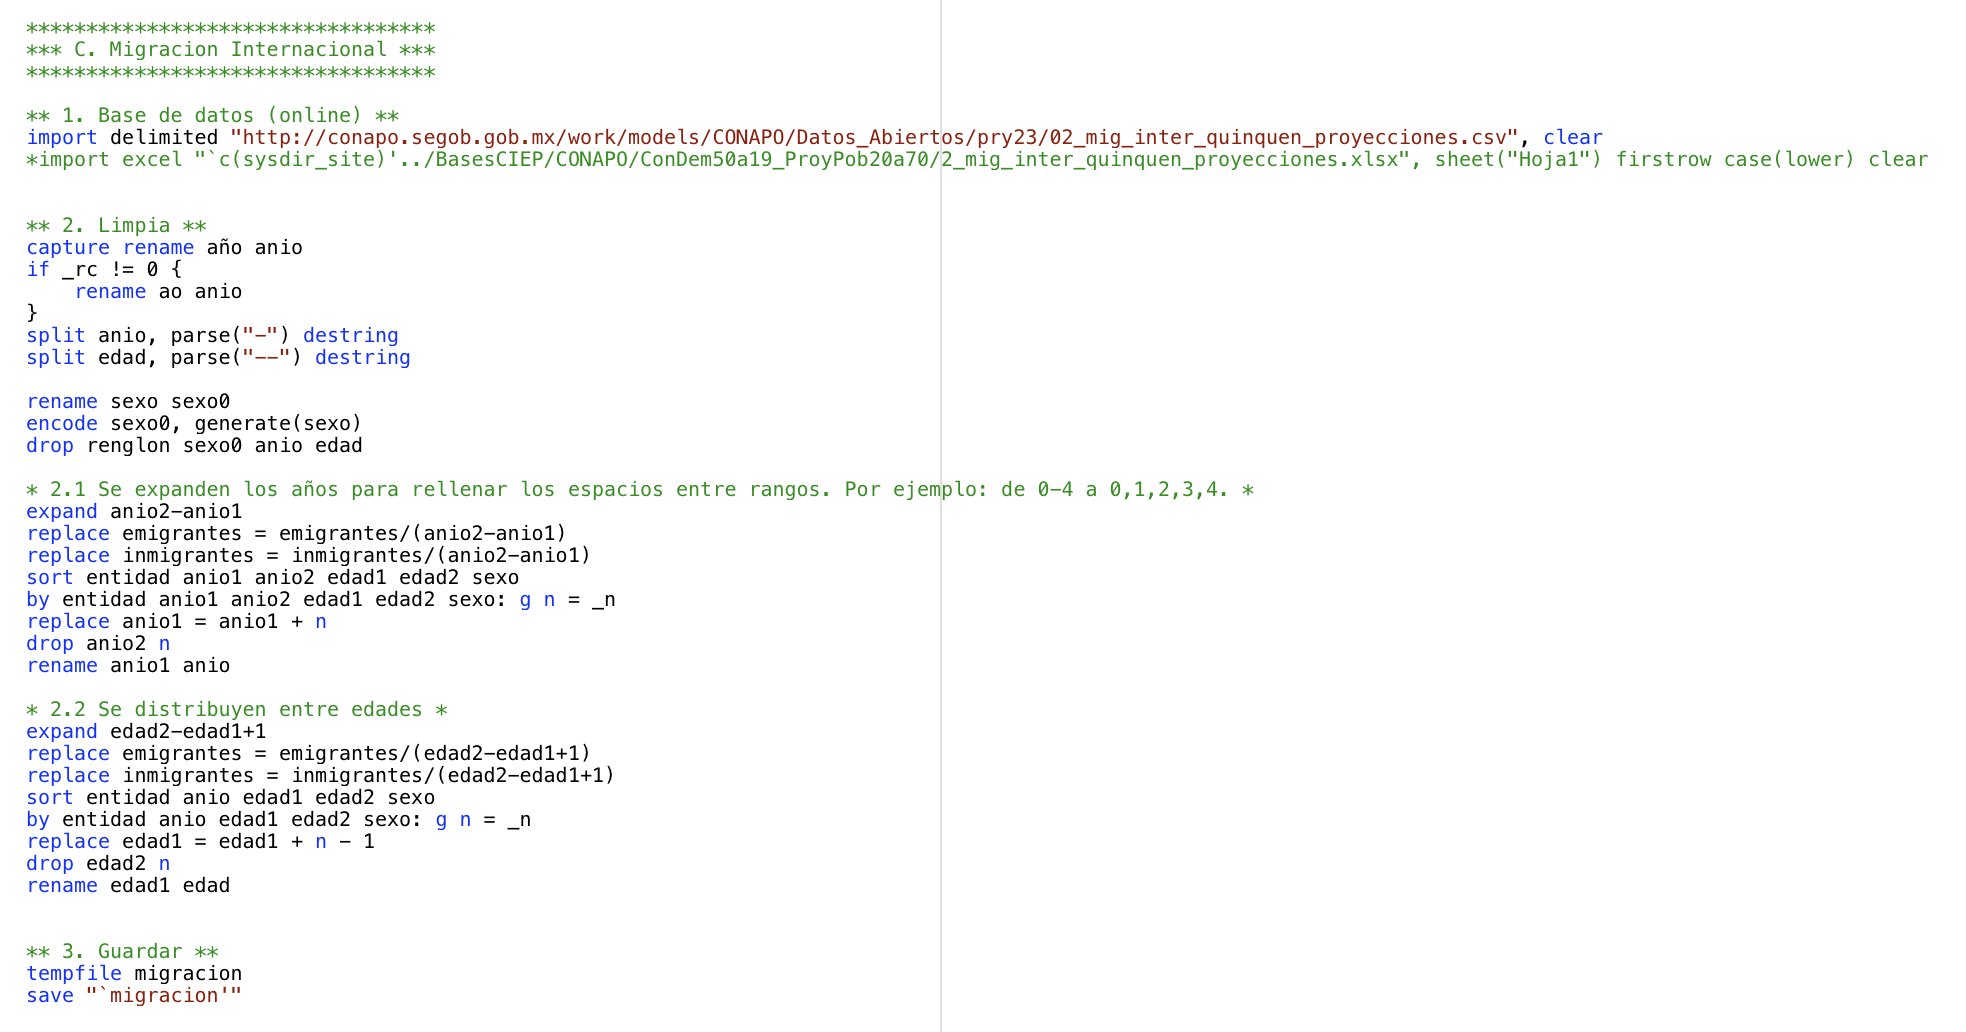 **********************************
*** C. Migracion Internacional ***
**********************************
** 1. Base de datos (online) **
import delimited "http://conapo.segob.gob.mx/work/models/CONAPO/Datos_Abiertos/pry23/02_mig_inter_quinquen_proyecciones.csv", clear
*import excel "`c(sysdir_site)'../BasesCIEP/CONAPO/ConDem50a19_ProyPob20a70/2_mig_inter_quinquen_proyecciones.xlsx", sheet("Hoja1") firstrow case(lower) clear
** 2. Limpia **
capture rename año anio
if _rc != 0 {
    rename ao anio
}
split anio, parse("-") destring
split edad, parse("--") destring
rename sexo sexo0
encode sexo0, generate(sexo)
drop renglon sexo0 anio edad
* 2.1 Se expanden los años para rellenar los espacios entre rangos. Por ejemplo: de 0-4 a 0,1,2,3,4. *
expand anio2-anio1
replace emigrantes = emigrantes/(anio2-anio1)
replace inmigrantes = inmigrantes/(anio2-anio1)
sort entidad anio1 anio2 edad1 edad2 sexo
by entidad anio1 anio2 edad1 edad2 sexo: g n = _n
replace anio1 = anio1 + n
drop anio2 n
rename anio1 anio
* 2.2 Se distribuyen entre edades *
expand edad2-edad1+1
replace emigrantes = emigrantes/(edad2-edad1+1)
replace inmigrantes = inmigrantes/(edad2-edad1+1)
sort entidad anio edad1 edad2 sexo
by entidad anio edad1 edad2 sexo: g n = _n
replace edad1 = edad1 + n - 1
drop edad2 n
rename edad1 edad
** 3. Guardar **
tempfile migracion
save "`migracion'"